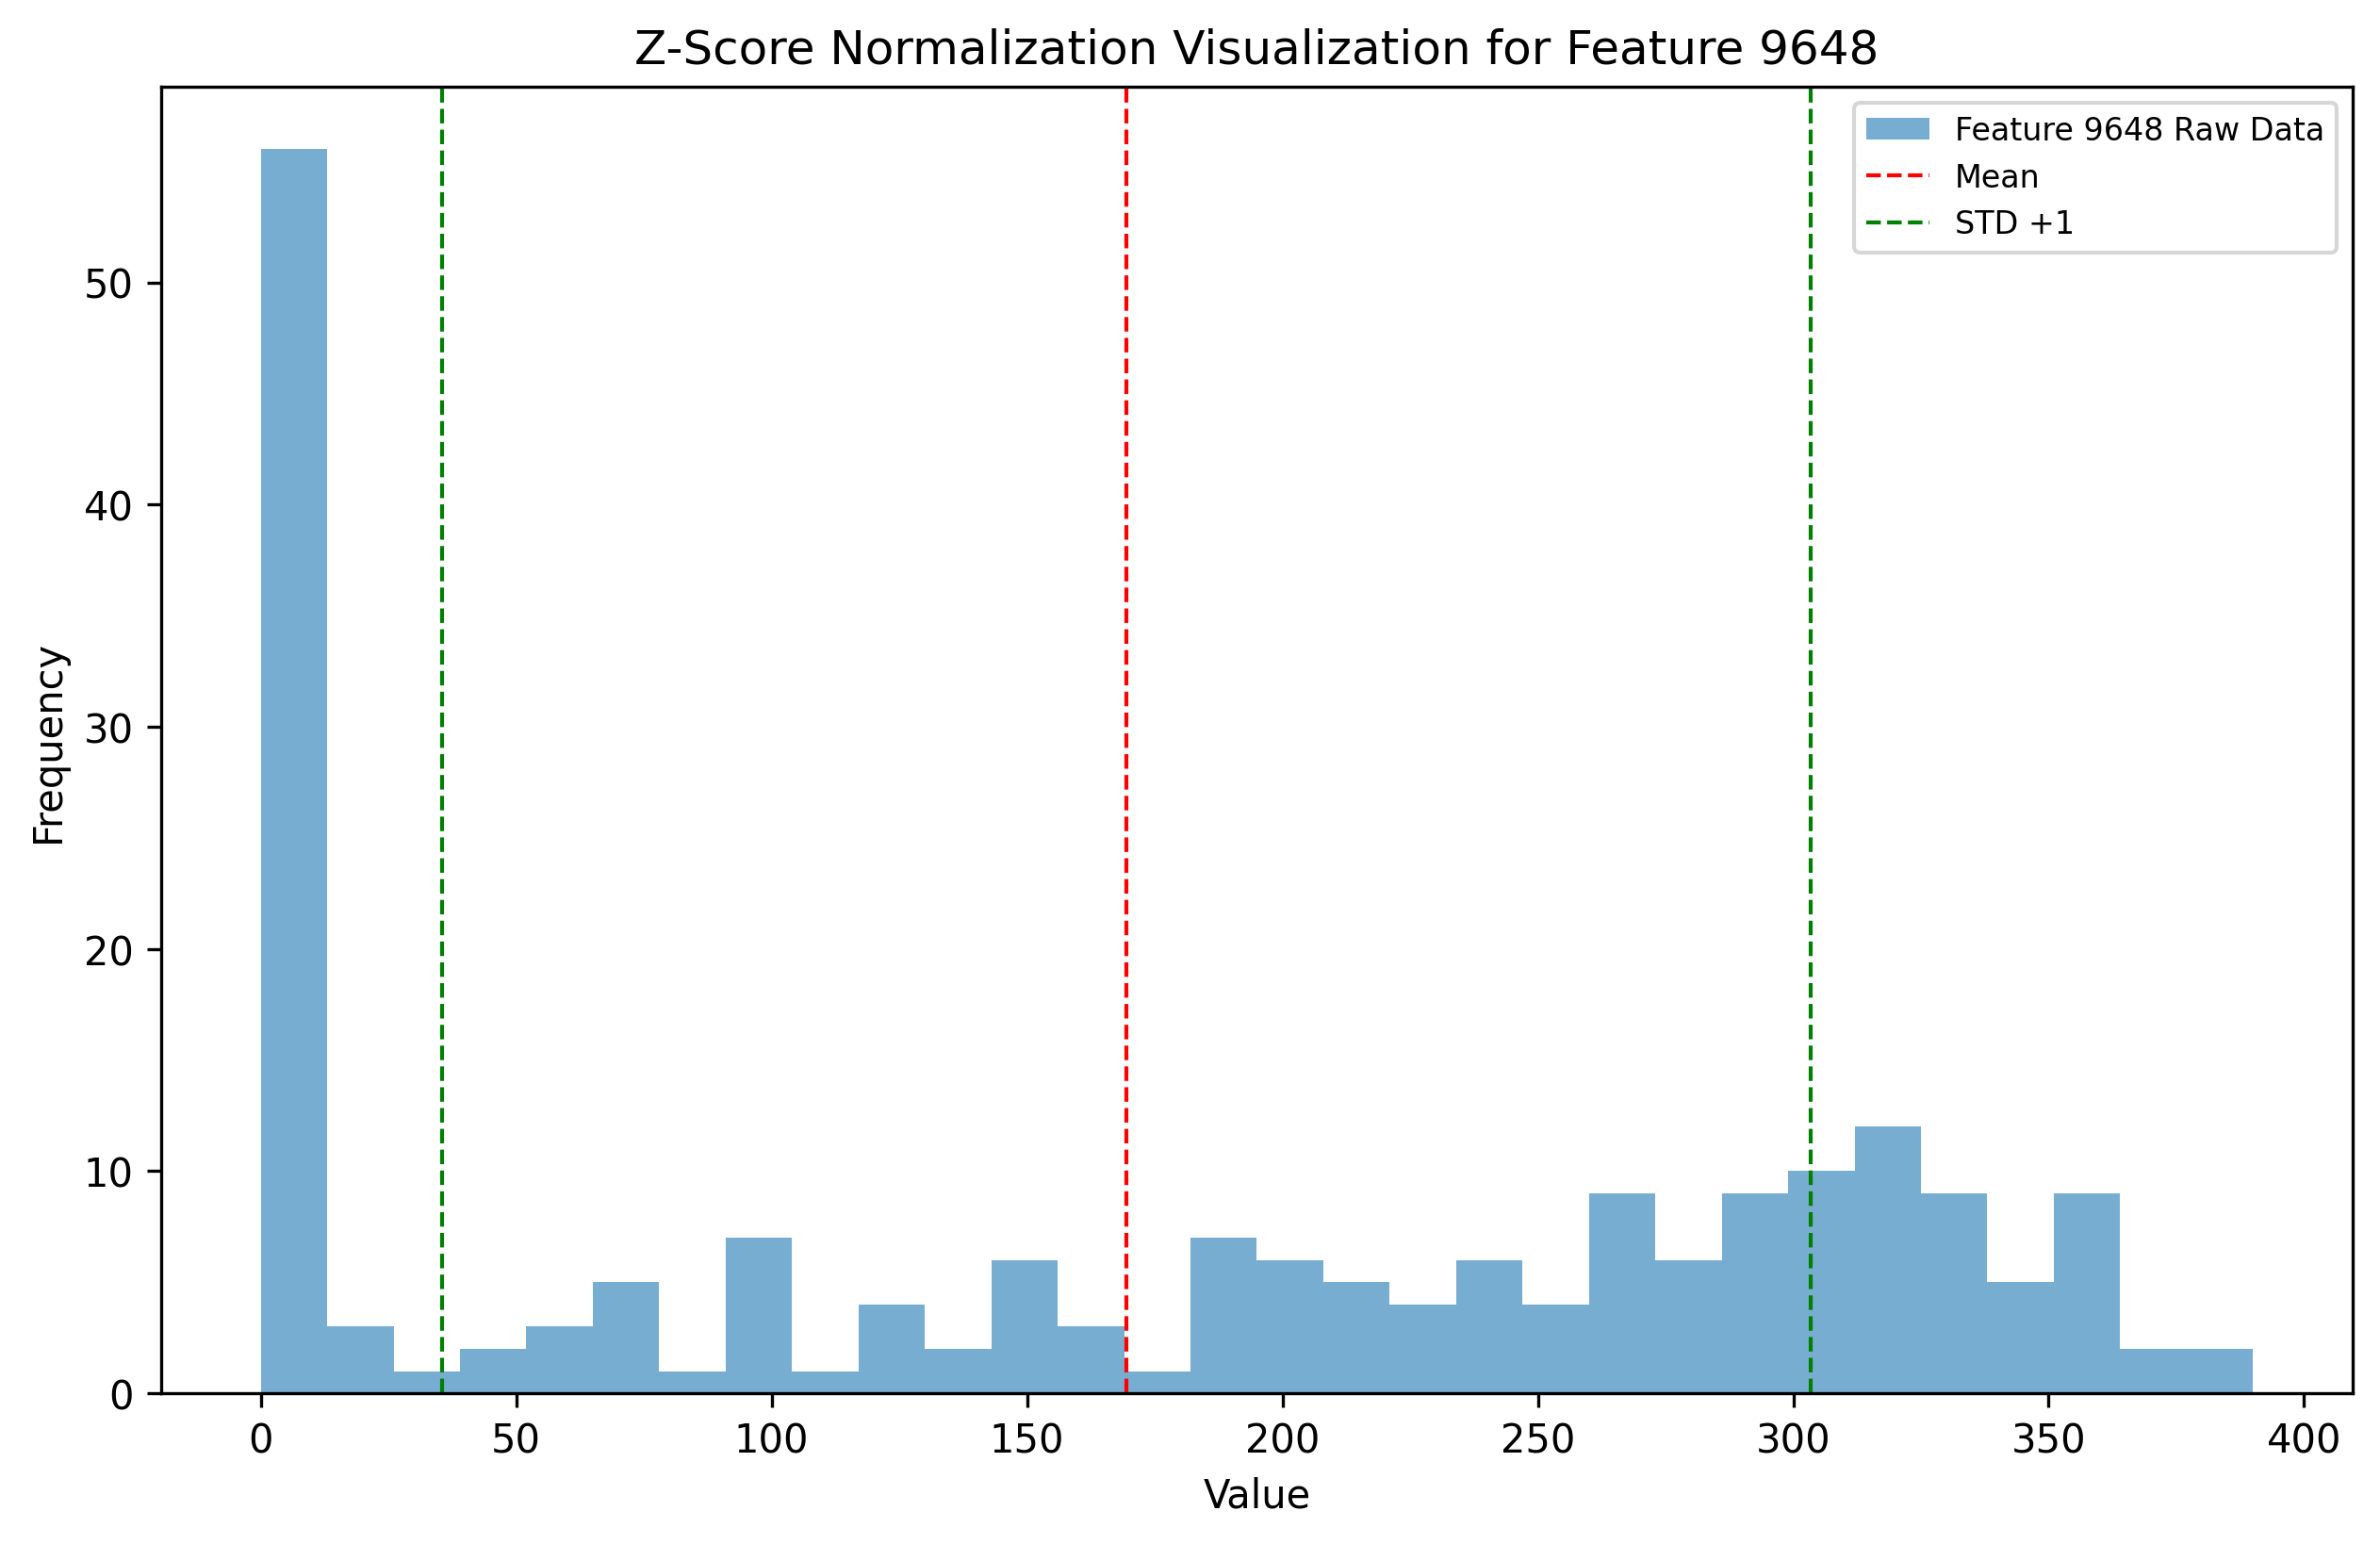 Z-Score Normalization Visualization for Feature 9648
Feature 9648 Raw Data
Mean
STD +1
50
40
30
20
10
0
Frequency
0 50 100 150 200 250 300 350 400
Value